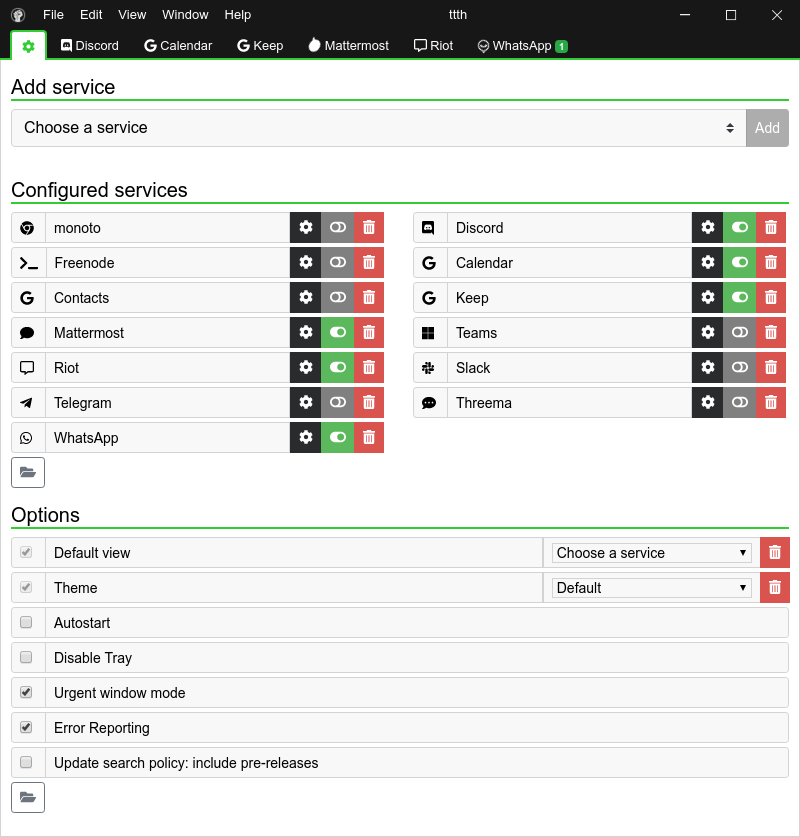 File Edit View Window Help ttth
Discord Calendar Keep Mattermost Riot WhatsApp 1
Add service
Choose a service Add
Configured services
monoto Discord
Freenode Calendar
Contacts Keep
Mattermost Teams
Riot Slack
Telegram Threema
WhatsApp
Options
Default view Choose a service
Theme Default
Autostart
Disable Tray
Urgent window mode
Error Reporting
Update search policy: include pre-releases